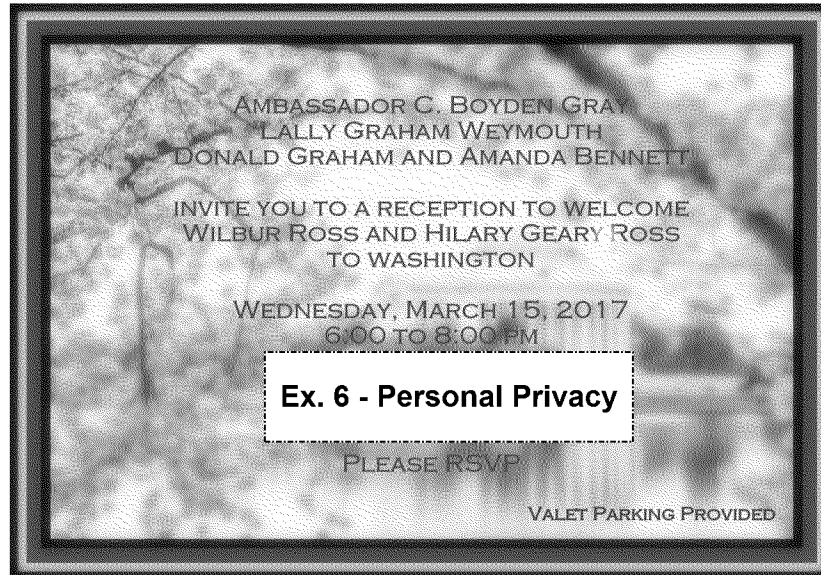 AMBASSADOR C. BOYDEN GRAY
LALLY GRAHAM WEYMOUTH
DONALD GRAHAM AND AMANDA BENNETT
INVITE YOU TO A RECEPTION TO WELCOME
WILBUR ROSS AND HILARY GEARY ROSS
TO WASHINGTON
WEDNESDAY, MARCH 15, 2017
6:00 TO 8:00 PM
Ex. 6 - Personal Privacy
PLEASE RSVP
VALET PARKING PROVIDED